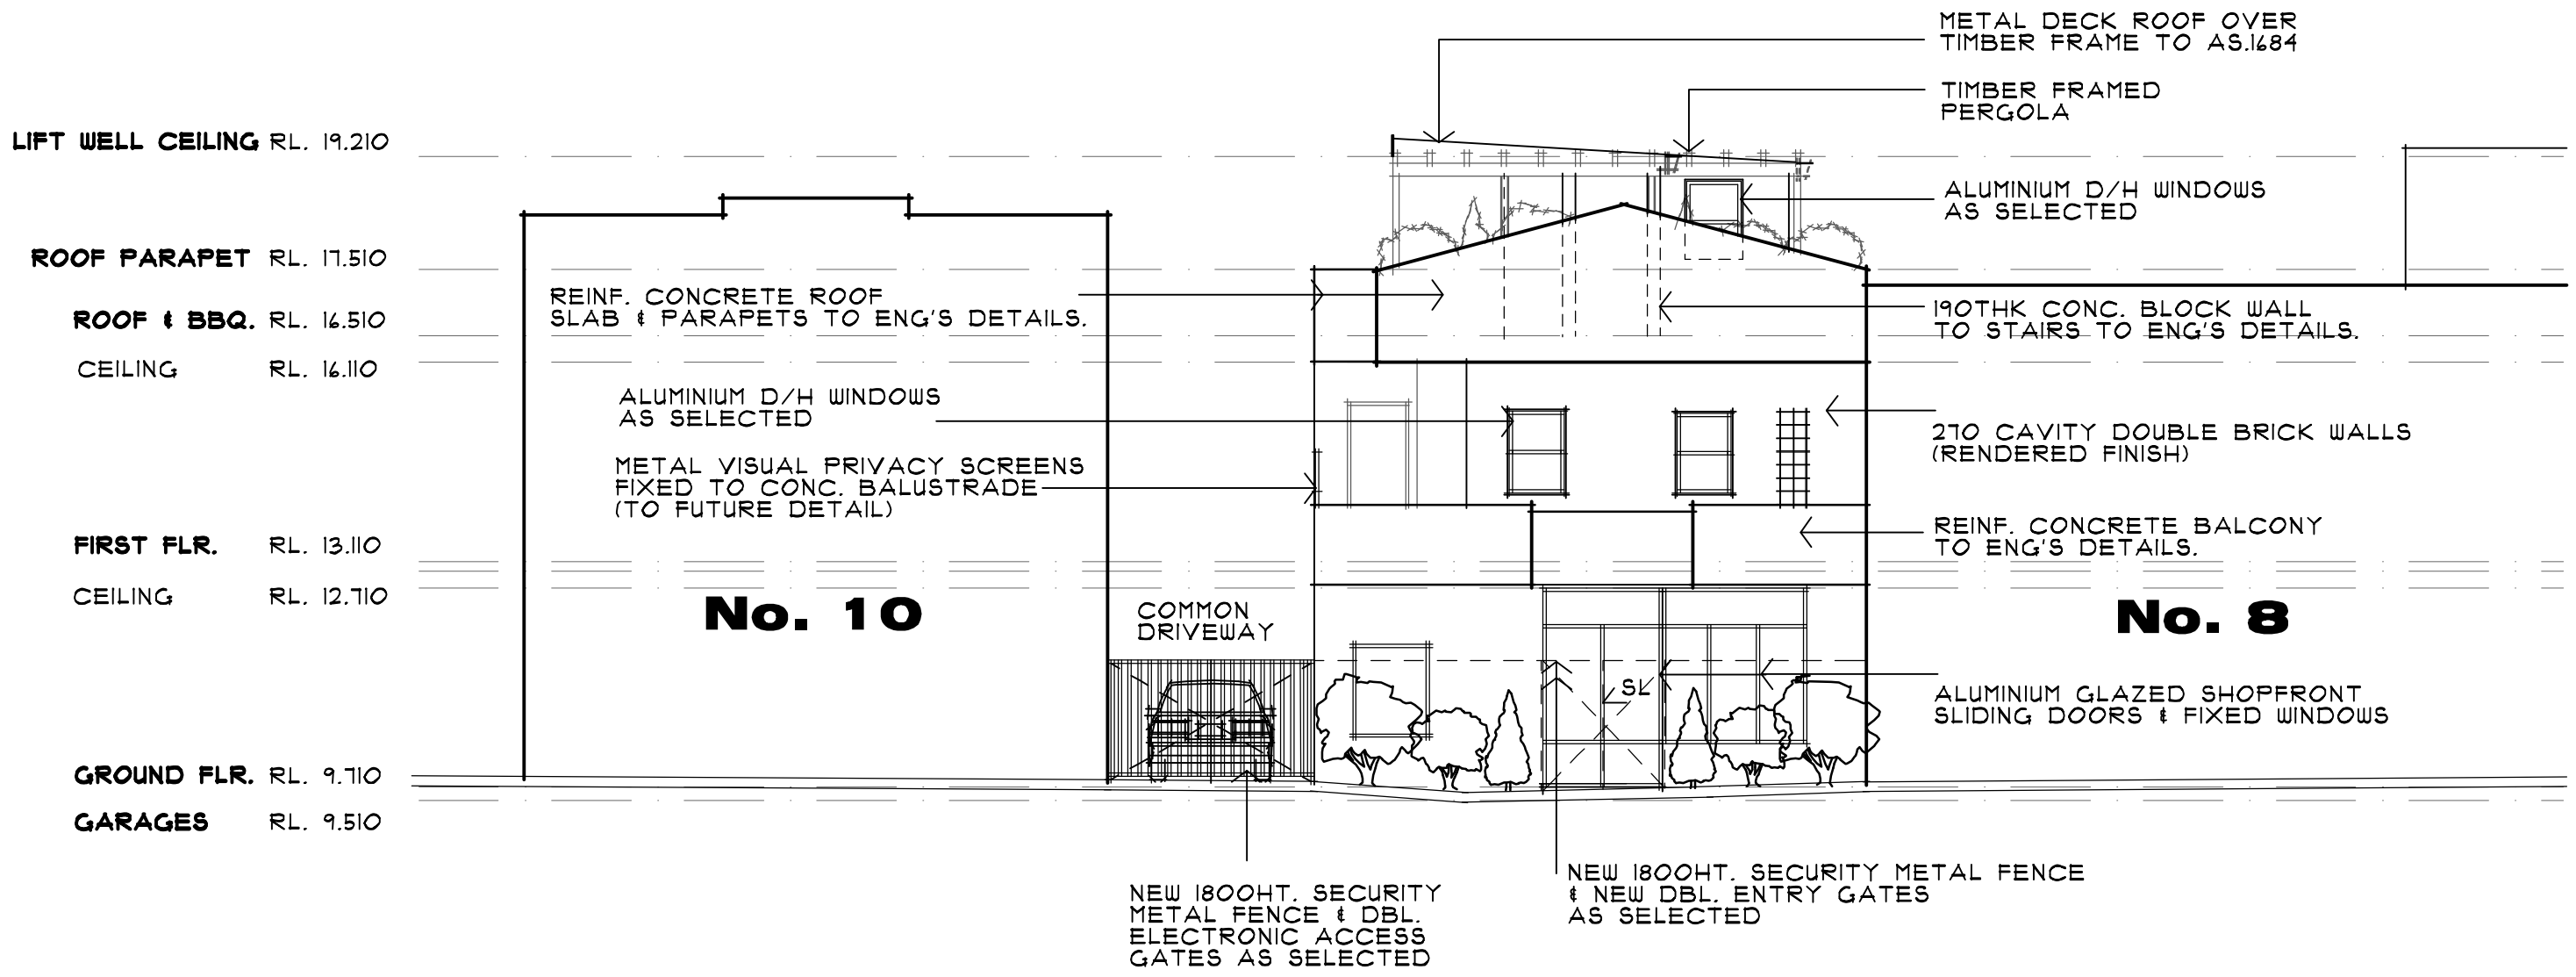 METAL DECK ROOF OVER
TIMBER FRAME TO AS.1684
TIMBER FRAMED
PERGOLA
LIFT WELL CEILING RL. 19.210
ALUMINIUM D/H WINDOWS
AS SELECTED
ROOF PARAPET RL. 17.510
REINF. CONCRETE ROOF
SLAB & PARAPETS TO ENG'S DETAILS.
190THK CONC. BLOCK WALL
TO STAIRS TO ENG'S DETAILS.
ROOF & BBQ. RL. 16.510
CEILING RL. 16.110
ALUMINIUM D/H WINDOWS
AS SELECTED
270 CAVITY DOUBLE BRICK WALLS
(RENDERED FINISH)
METAL VISUAL PRIVACY SCREENS
FIXED TO CONC. BALUSTRADE
(TO FUTURE DETAIL)
FIRST FLR. RL. 13.110
REINF. CONCRETE BALCONY
TO ENG'S DETAILS.
CEILING RL. 12.710
No. 10
COMMON
DRIVEWAY
No. 8
SL
ALUMINIUM GLAZED SHOPFRONT
SLIDING DOORS & FIXED WINDOWS
GROUND FLR. RL. 9.710
GARAGES RL. 9.510
NEW 1800HT. SECURITY
METAL FENCE & DBL.
ELECTRONIC ACCESS
GATES AS SELECTED
NEW 1800HT. SECURITY METAL FENCE
& NEW DBL. ENTRY GATES
AS SELECTED